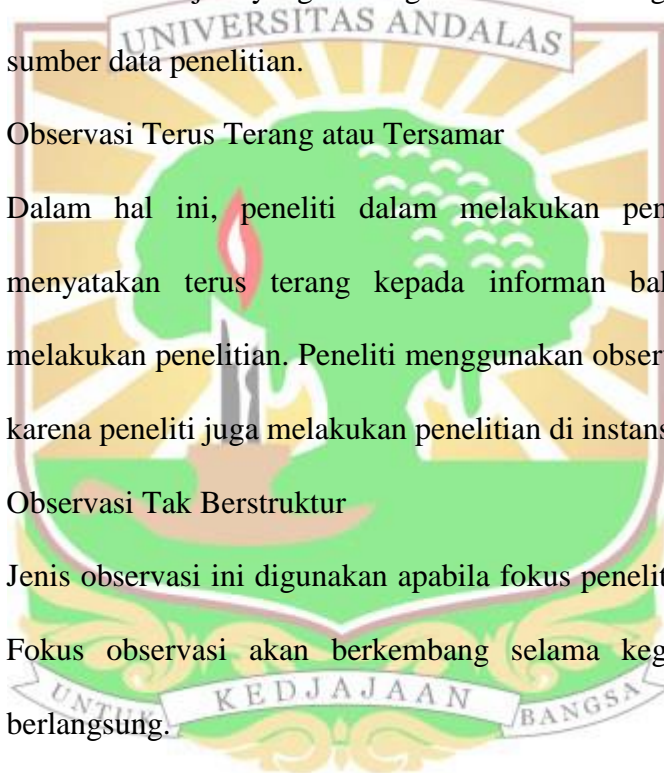 UNIVERSITAS ANDALAS
sumber data penelitian.
Observasi Terus Terang atau Tersamar
Dalam hal ini, peneliti dalam melakukan pen
menyatakan terus terang kepada informan ba
melakukan penelitian. Peneliti menggunakan obser
karena peneliti juga melakukan penelitian di instans
Observasi Tak Berstruktur
Jenis observasi ini digunakan apabila fokus penelit
Fokus observasi akan berkembang selama keg
berlangsung.
UNTUK KEDJAJAAN BANGSA